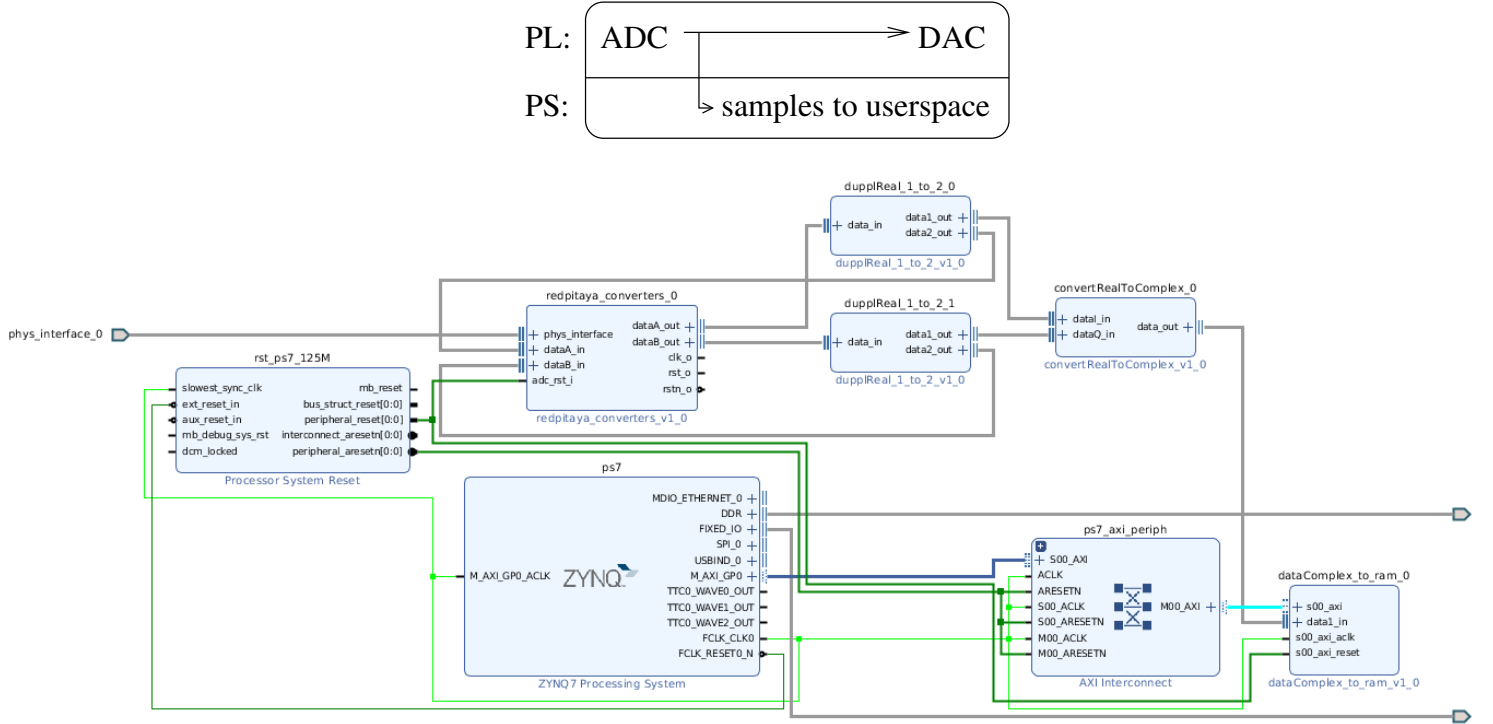 PL: ADC DAC
PS: samples to userspace
dupplReal_1_to_2_0
data_in
data1_out
data2_out
dupplReal_1_to_2_v1_0
redpitaya_converters_0
phys_interface
dataA_in
dataB_in
adc_rst_i
dataA_out
dataB_out
clk_o
rst_o
rstn_o
redpitaya_converters_v1_0
dupplReal_1_to_2_1
data_in
data1_out
data2_out
dupplReal_1_to_2_v1_0
convertRealToComplex_0
dataI_in
dataQ_in
data_out
convertRealToComplex_v1_0
phys_interface_0
rst_ps7_125M
slowest_sync_clk
ext_reset_in
aux_reset_in
mb_debug_sys_rst
dcm_locked
mb_reset
bus_struct_reset[0:0]
peripheral_reset[0:0]
interconnect_aresetn[0:0]
peripheral_aresetn[0:0]
Processor System Reset
ps7
M_AXI_GP0_ACLK
ZYNQ
MDIO_ETHERNET_0
DDR
FIXED_IO
SPI_0
USBIND_0
M_AXI_GP0
TTC0_WAVE0_OUT
TTC0_WAVE1_OUT
TTC0_WAVE2_OUT
FCLK_CLK0
FCLK_RESET0_N
ZYNQ7 Processing System
ps7_axi_periph
S00_AXI
ACLK
ARESETN
S00_ACLK
S00_ARESETN
M00_ACLK
M00_ARESETN
M00_AXI
AXI Interconnect
dataComplex_to_ram_0
s00_axi
data1_in
s00_axi_aclk
s00_axi_reset
dataComplex_to_ram_v1_0